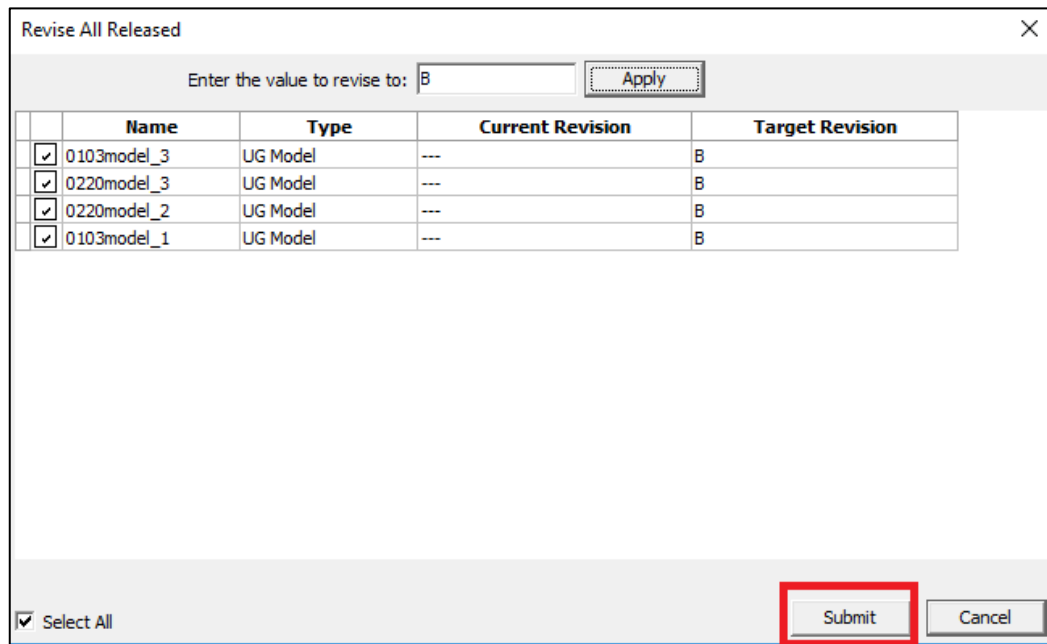 Revise All Released
Enter the value to revise to: B Apply
Name Type Current Revision Target Revision
0103model_3 UG Model --- B
0220model_3 UG Model --- B
0220model_2 UG Model --- B
0103model_1 UG Model --- B
Select All Submit Cancel